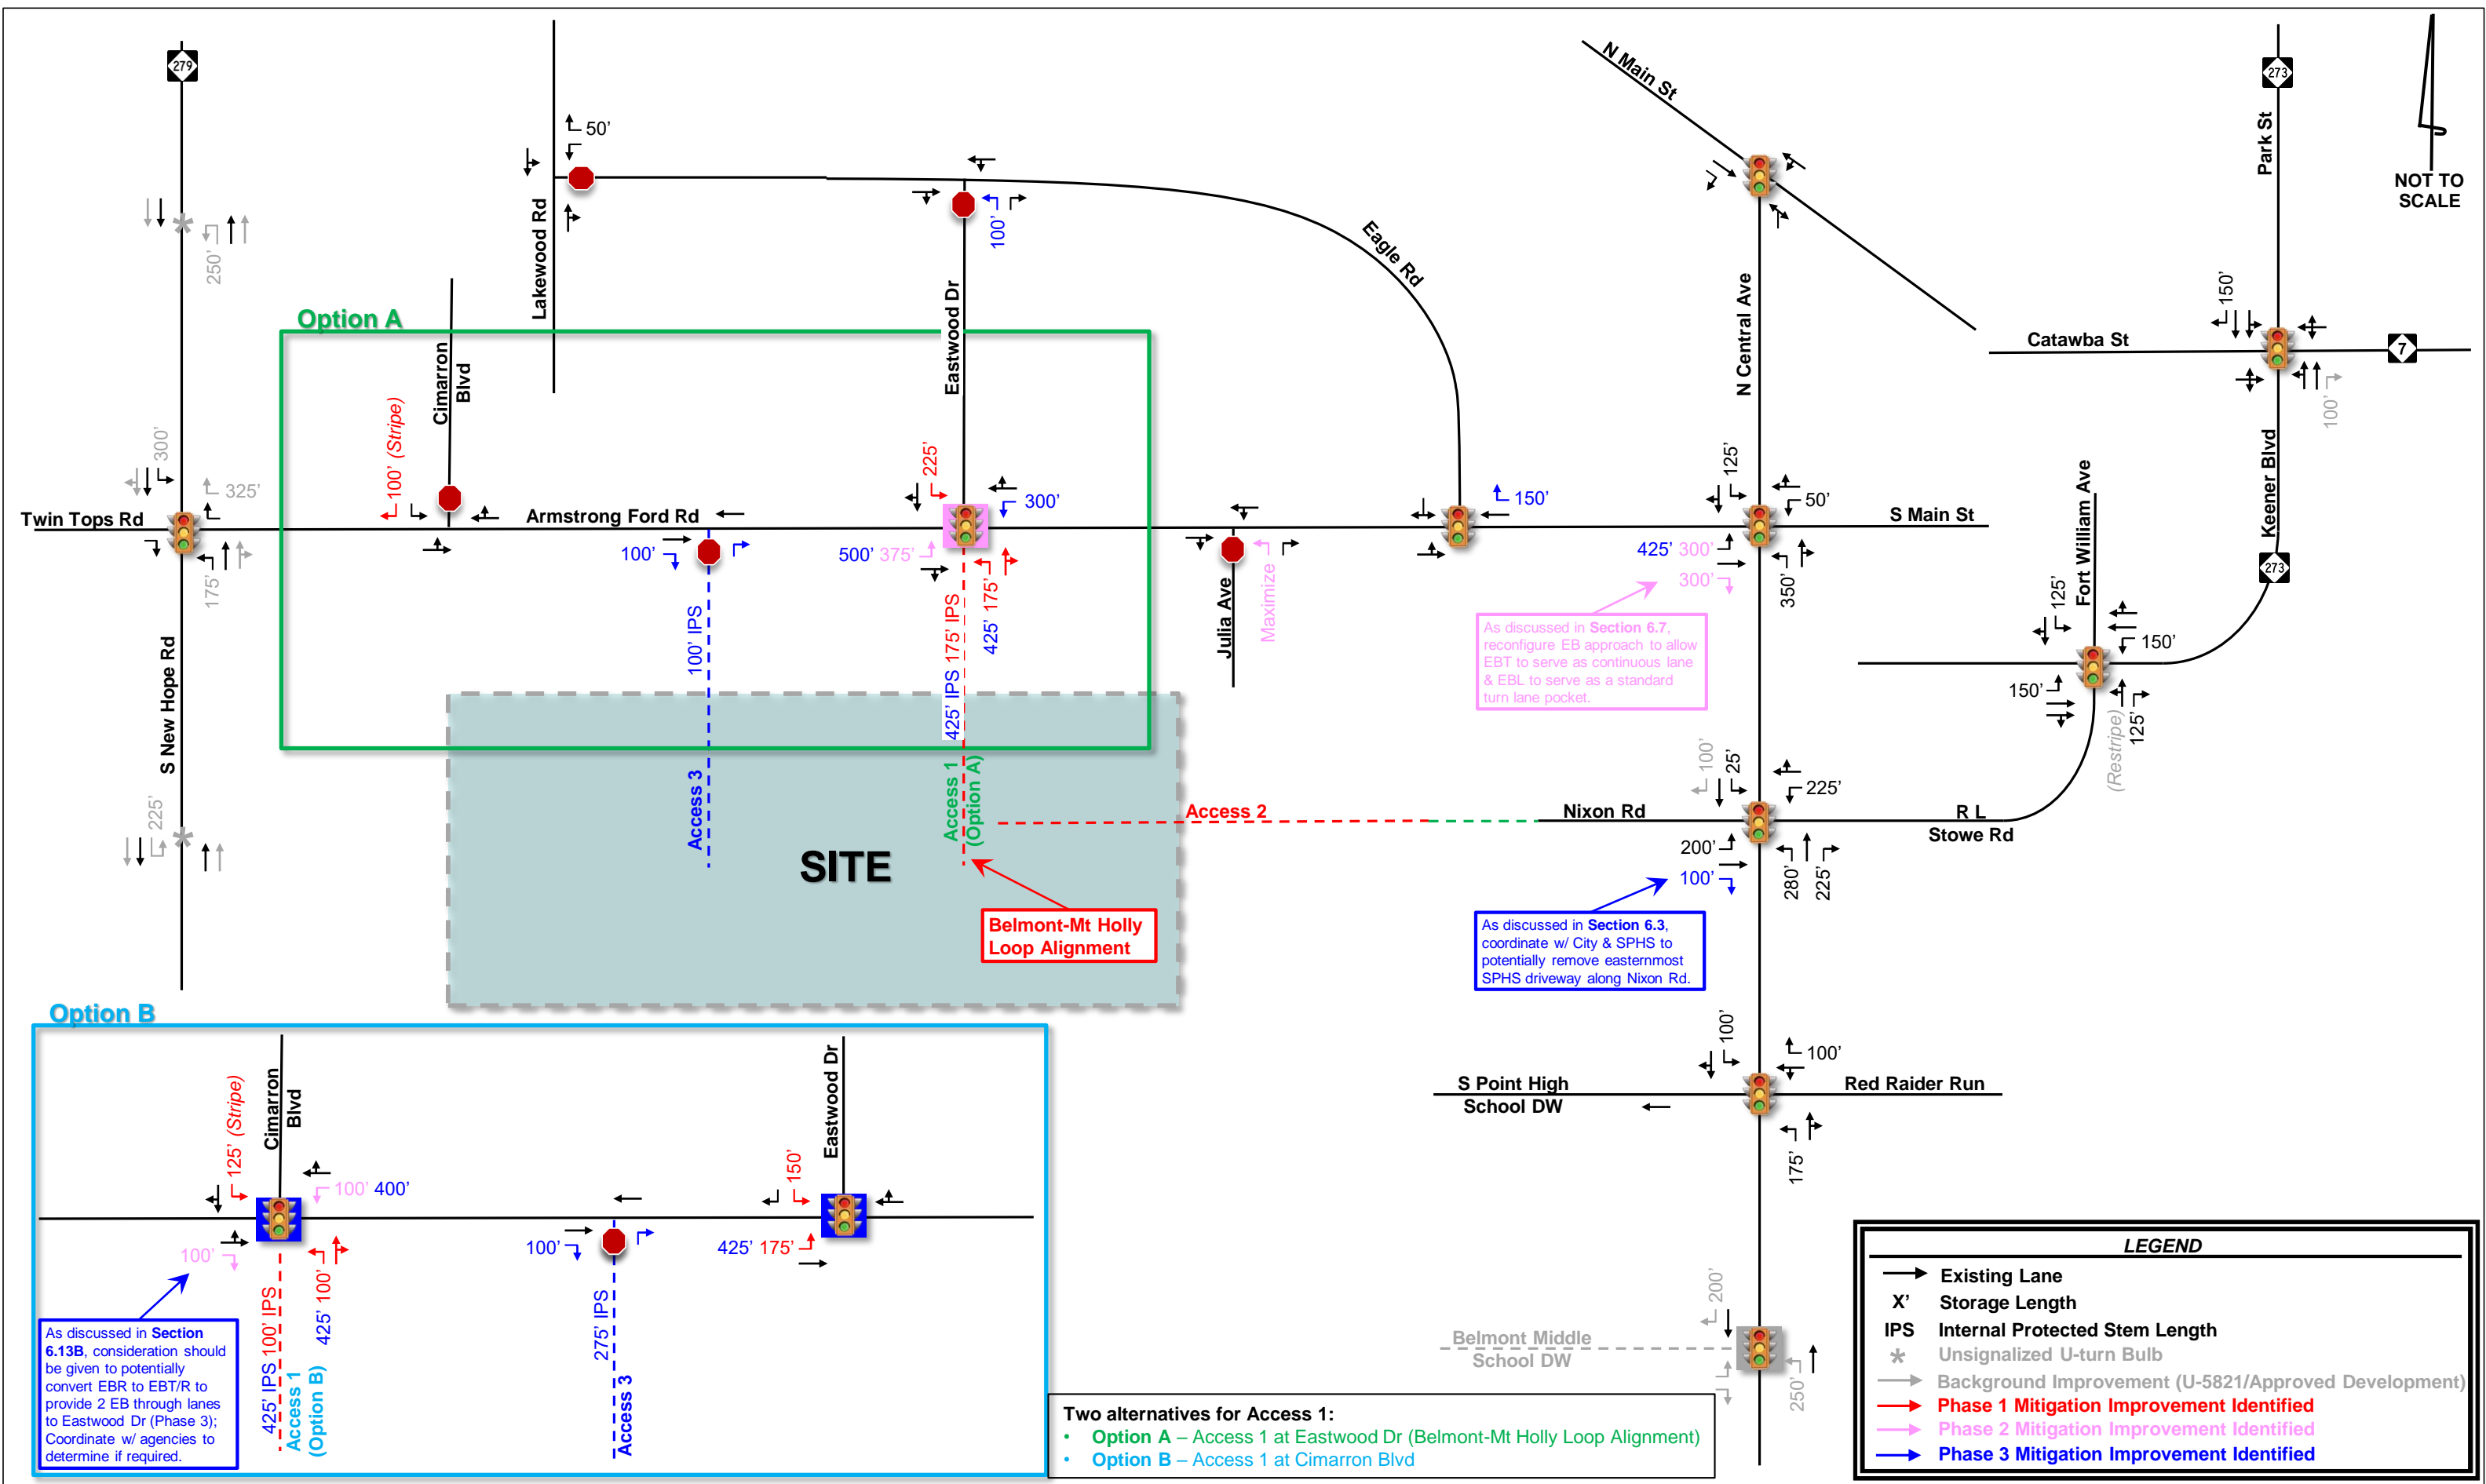 279
Lakewood Rd
50'
100'
Eastwood Dr
Eagle Rd
N Main St
N Central Ave
273
Park St
NOT TO
SCALE
250'
Option A
Cimarron
Blvd
100' (Stripe)
300'
325'
Twin Tops Rd
175'
S New Hope Rd
225'
Armstrong Ford Rd
100'
100' IPS
Access 3
225'
300'
500' 375'
425' IPS 175' IPS
425' 175'
Access 1
(Option A)
Julia Ave
Maximize
150'
125'
50'
S Main St
425' 300'
300'
350'
As discussed in Section 6.7,
reconfigure EB approach to allow
EBT to serve as continuous lane
& EBL to serve as a standard
turn lane pocket.
Catawba St
150'
7
100'
Keener Blvd
273
Fort William Ave
125'
150'
150'
(Restripe)
125'
Access 2
Nixon Rd
R L
Stowe Rd
100'
25'
225'
200'
100'
280'
225'
As discussed in Section 6.3,
coordinate w/ City & SPHS to
potentially remove easternmost
SPHS driveway along Nixon Rd.
SITE
Belmont-Mt Holly
Loop Alignment
100'
100'
S Point High
School DW
Red Raider Run
175'
200'
Belmont Middle
School DW
250'
Option B
Cimarron
Blvd
125' (Stripe)
100' 400'
100'
425' IPS 100' IPS
425' 100'
Access 1
(Option B)
As discussed in Section
6.13B, consideration should
be given to potentially
convert EBR to EBT/R to
provide 2 EB through lanes
to Eastwood Dr (Phase 3);
Coordinate w/ agencies to
determine if required.
100'
275' IPS
Access 3
Eastwood Dr
150'
425' 175'
Two alternatives for Access 1:
• Option A – Access 1 at Eastwood Dr (Belmont-Mt Holly Loop Alignment)
• Option B – Access 1 at Cimarron Blvd
LEGEND
Existing Lane
X' Storage Length
IPS Internal Protected Stem Length
* Unsignalized U-turn Bulb
Background Improvement (U-5821/Approved Development)
Phase 1 Mitigation Improvement Identified
Phase 2 Mitigation Improvement Identified
Phase 3 Mitigation Improvement Identified